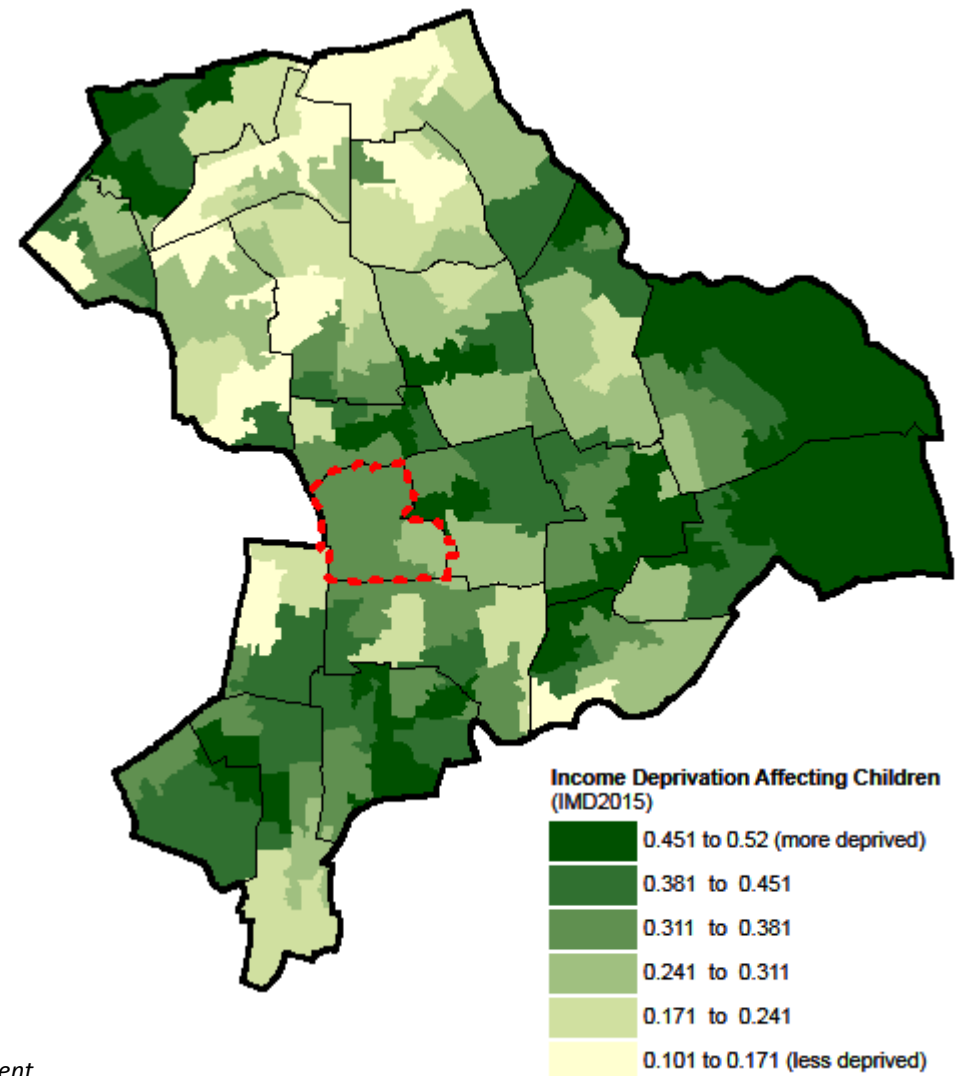 Income Deprivation Affecting Children
(IMD2015)
0.451 to 0.52 (more deprived)
0.381 to 0.451
0.311 to 0.381
0.241 to 0.311
0.171 to 0.241
0.101 to 0.171 (less deprived)
ent